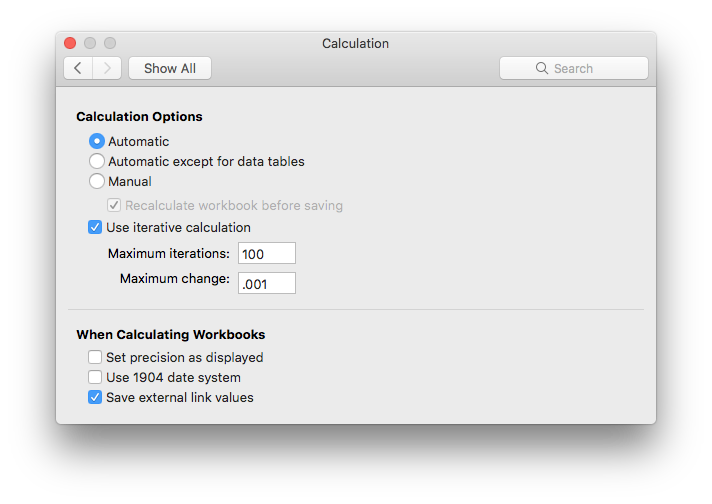 Calculation
Show All
Search
Calculation Options
Automatic
Automatic except for data tables
Manual
Recalculate workbook before saving
Use iterative calculation
Maximum iterations: 100
Maximum change: .001
When Calculating Workbooks
Set precision as displayed
Use 1904 date system
Save external link values